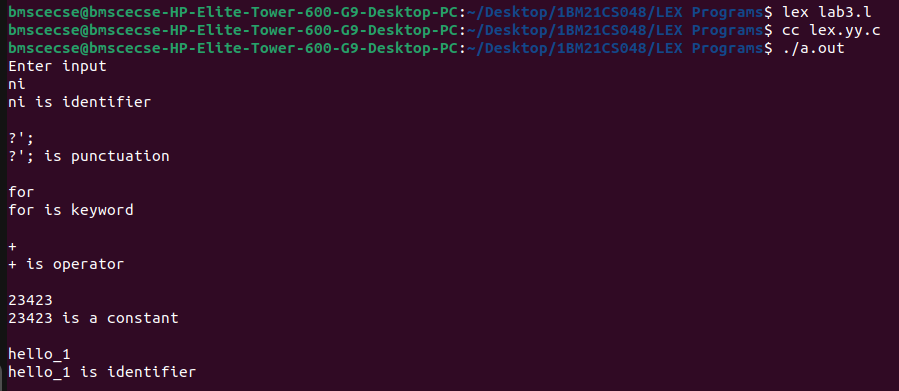 bmscecse@bmscecse-HP-Elite-Tower-600-G9-Desktop-PC:~/Desktop/1BM21CS048/LEX Programs$ lex lab3.l
bmscecse@bmscecse-HP-Elite-Tower-600-G9-Desktop-PC:~/Desktop/1BM21CS048/LEX Programs$ cc lex.yy.c
bmscecse@bmscecse-HP-Elite-Tower-600-G9-Desktop-PC:~/Desktop/1BM21CS048/LEX Programs$ ./a.out
Enter input
ni
ni is identifier
?';
?'; is punctuation
for
for is keyword
+
+ is operator
23423
23423 is a constant
hello_1
hello_1 is identifier